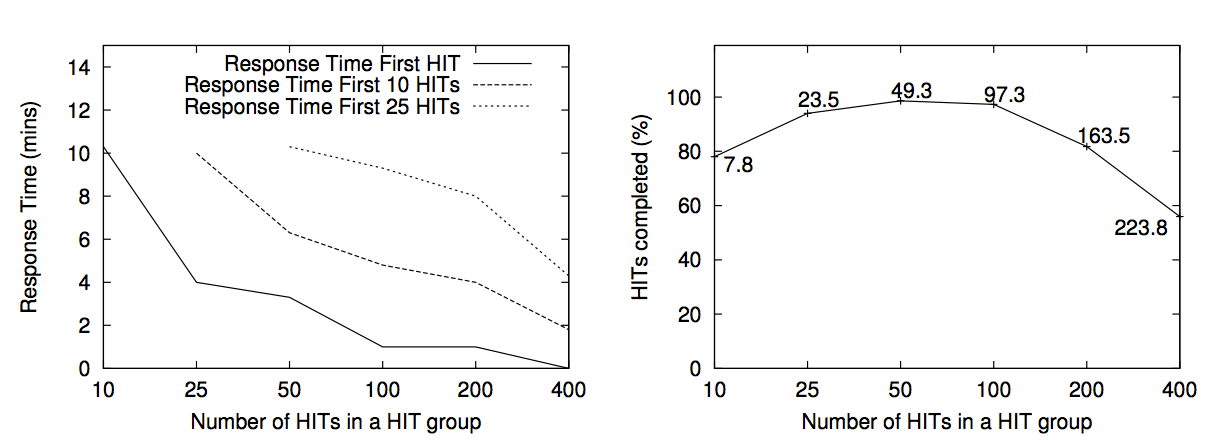 Response Time (mins)
14
12
10
8
6
4
2
0
Response Time First HIT
Response Time First 10 HITs
Response Time First 25 HITs
10 25 50 100 200 400
Number of HITs in a HIT group
HITs completed (%)
100
80
60
40
20
0
7.8
23.5
49.3
97.3
163.5
223.8
10 25 50 100 200 400
Number of HITs in a HIT group